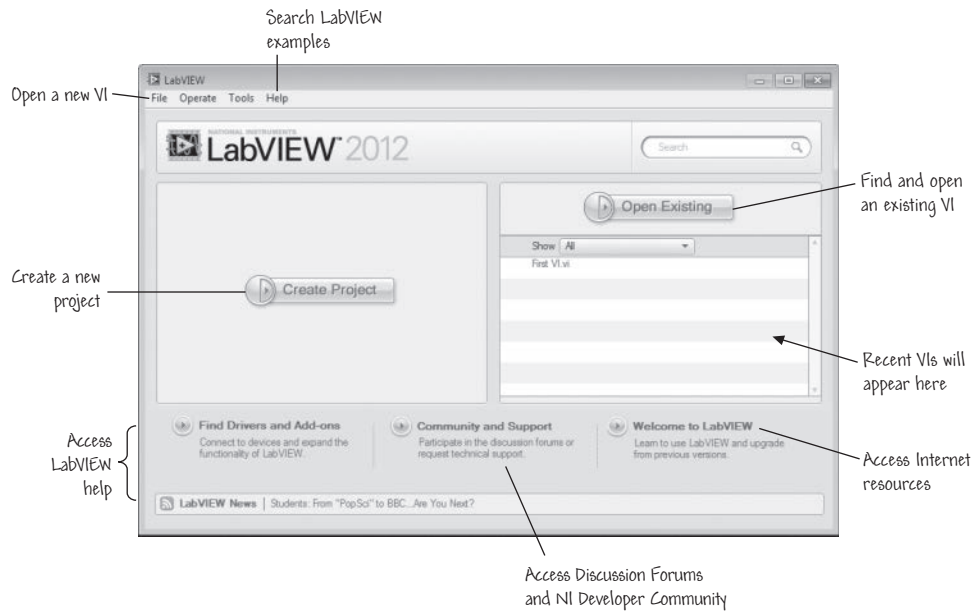 Search LabVIEW
examples
LabVIEW
Open a new VI
File Operate Tools Help
NATIONAL INSTRUMENTS
LabVIEW™ 2012
Search
Find and open
an existing VI
Open Existing
Show All
First VI.vi
Create a new
project
Create Project
Recent VIs will
appear here
Access
LabVIEW
help
Find Drivers and Add-ons
Connect to devices and expand the
functionality of LabVIEW.
Community and Support
Participate in the discussion forums or
request technical support.
Welcome to LabVIEW
Learn to use LabVIEW and upgrade
from previous versions.
Access Internet
resources
LabVIEW News | Students: From "PopSci" to BBC...Are You Next?
Access Discussion Forums
and NI Developer Community